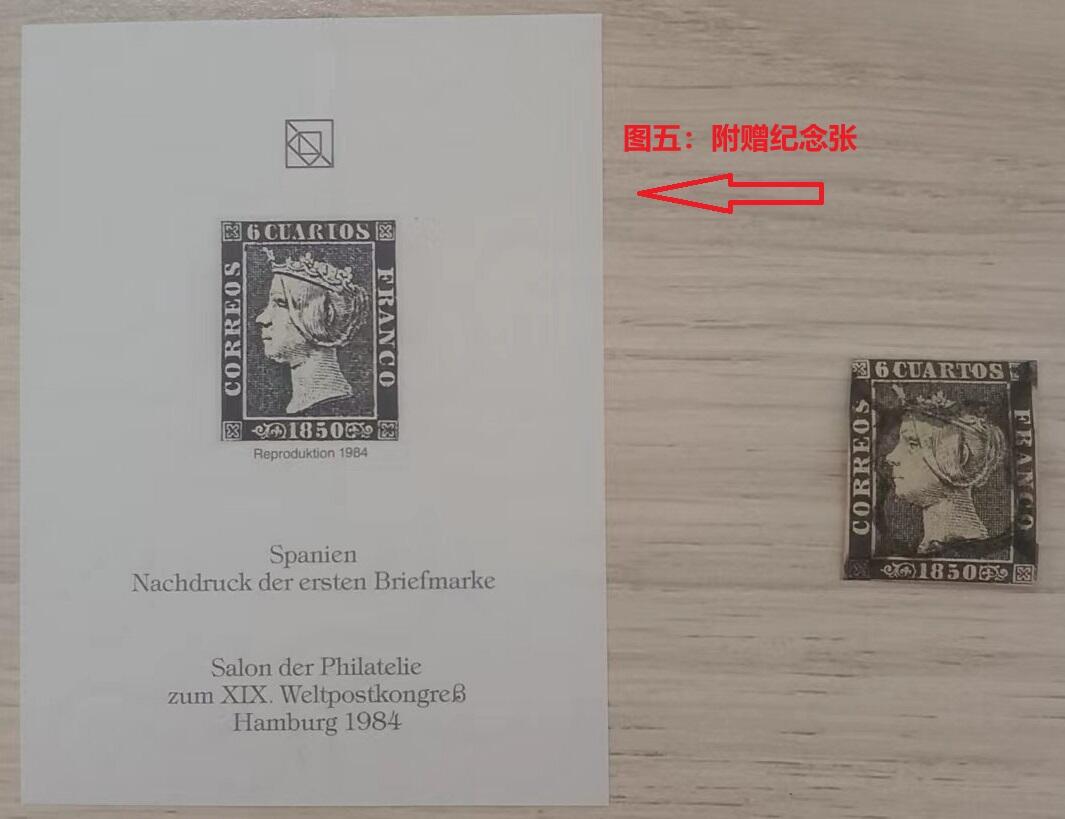 图五：附赠纪念张
6 CUARTOS
CORREOS
FRANCO
1850
Reproduktion 1984
Spanien
Nachdruck der ersten Briefmarke
Salon der Philatelie
zum XIX. Weltpostkongreß
Hamburg 1984
6 CUARTOS
CORREOS
FRANCO
1850